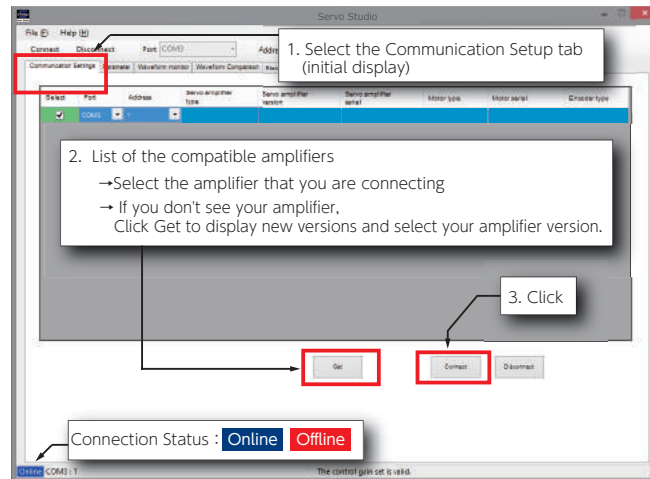 Servo Studio
File (F) Help (H)
Connect Disconnect Port COM3
1. Select the Communication Setup tab
(initial display)
Communication Settings Parameter Waveform monitor Waveform Comparison
Select Port Address Servo amplifier type Servo amplifier version Servo amplifier serial Motor type Motor serial Encoder type
COM3 1
2. List of the compatible amplifiers
→Select the amplifier that you are connecting
→ If you don't see your amplifier,
Click Get to display new versions and select your amplifier version.
3. Click
Get Connect Disconnect
Connection Status : Online Offline
Online COM3 : 1 The control gain set is valid.